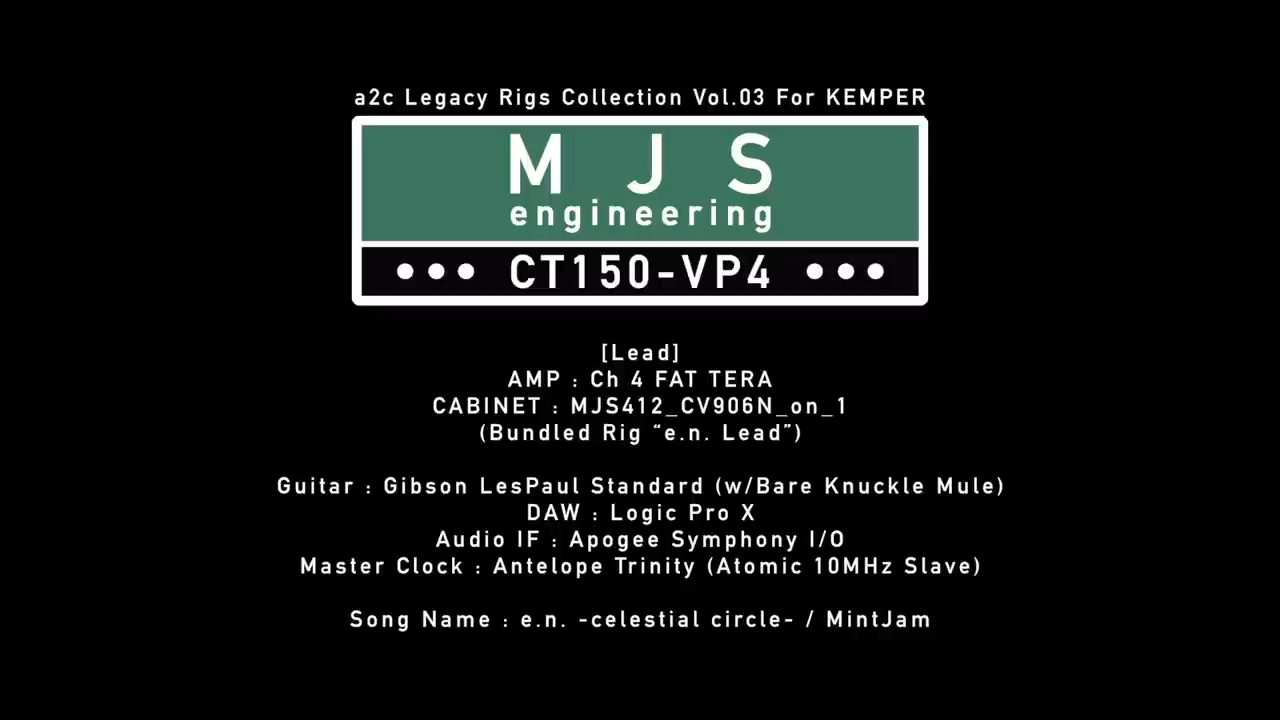 a2c Legacy Rigs Collection Vol.03 For KEMPER
MJS
engineering
••• CT150-VP4 •••
[Lead]
AMP : Ch 4 FAT TERA
CABINET : MJS412_CV906N_on_1
(Bundled Rig “e.n. Lead”)
Guitar : Gibson LesPaul Standard (w/Bare Knuckle Mule)
DAW : Logic Pro X
Audio IF : Apogee Symphony I/O
Master Clock : Antelope Trinity (Atomic 10MHz Slave)
Song Name : e.n. -celestial circle- / MintJam